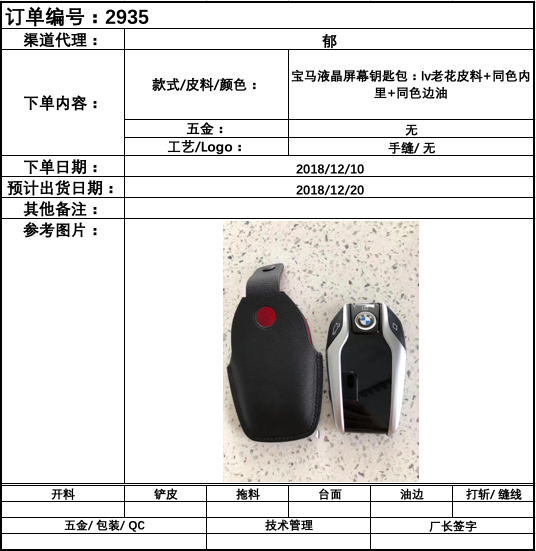 订单编号：2935
渠道代理：
郁
下单内容：
款式/皮料/颜色：
宝马液晶屏幕钥匙包：lv老花皮料+同色内
里+同色边油
五金：
无
工艺/Logo：
手缝/ 无
下单日期：
2018/12/10
预计出货日期：
2018/12/20
其他备注：
参考图片：
开料
铲皮
拖料
台面
油边
打斩/ 缝线
五金/ 包装/ QC
技术管理
厂长签字